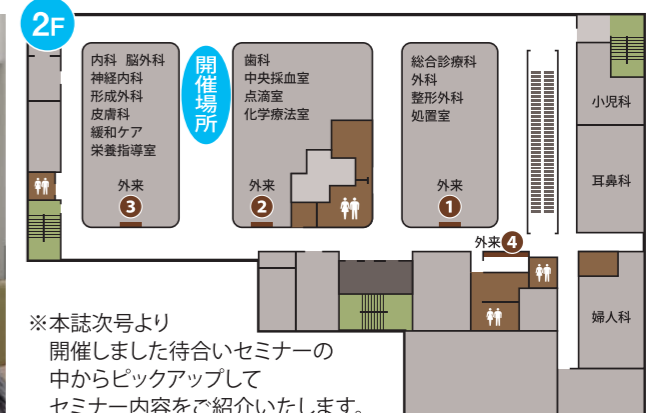 2F
内科 脳外科
神経内科
形成外科
皮膚科
緩和ケア
栄養指導室
外来
3
開催場所
歯科
中央採血室
点滴室
化学療法室
外来
2
総合診療科
外科
整形外科
処置室
外来
1
外来4
小児科
耳鼻科
婦人科
※本誌次号より
開催しました待合いセミナーの
中からピックアップして
セミナー内容をご紹介いたします。